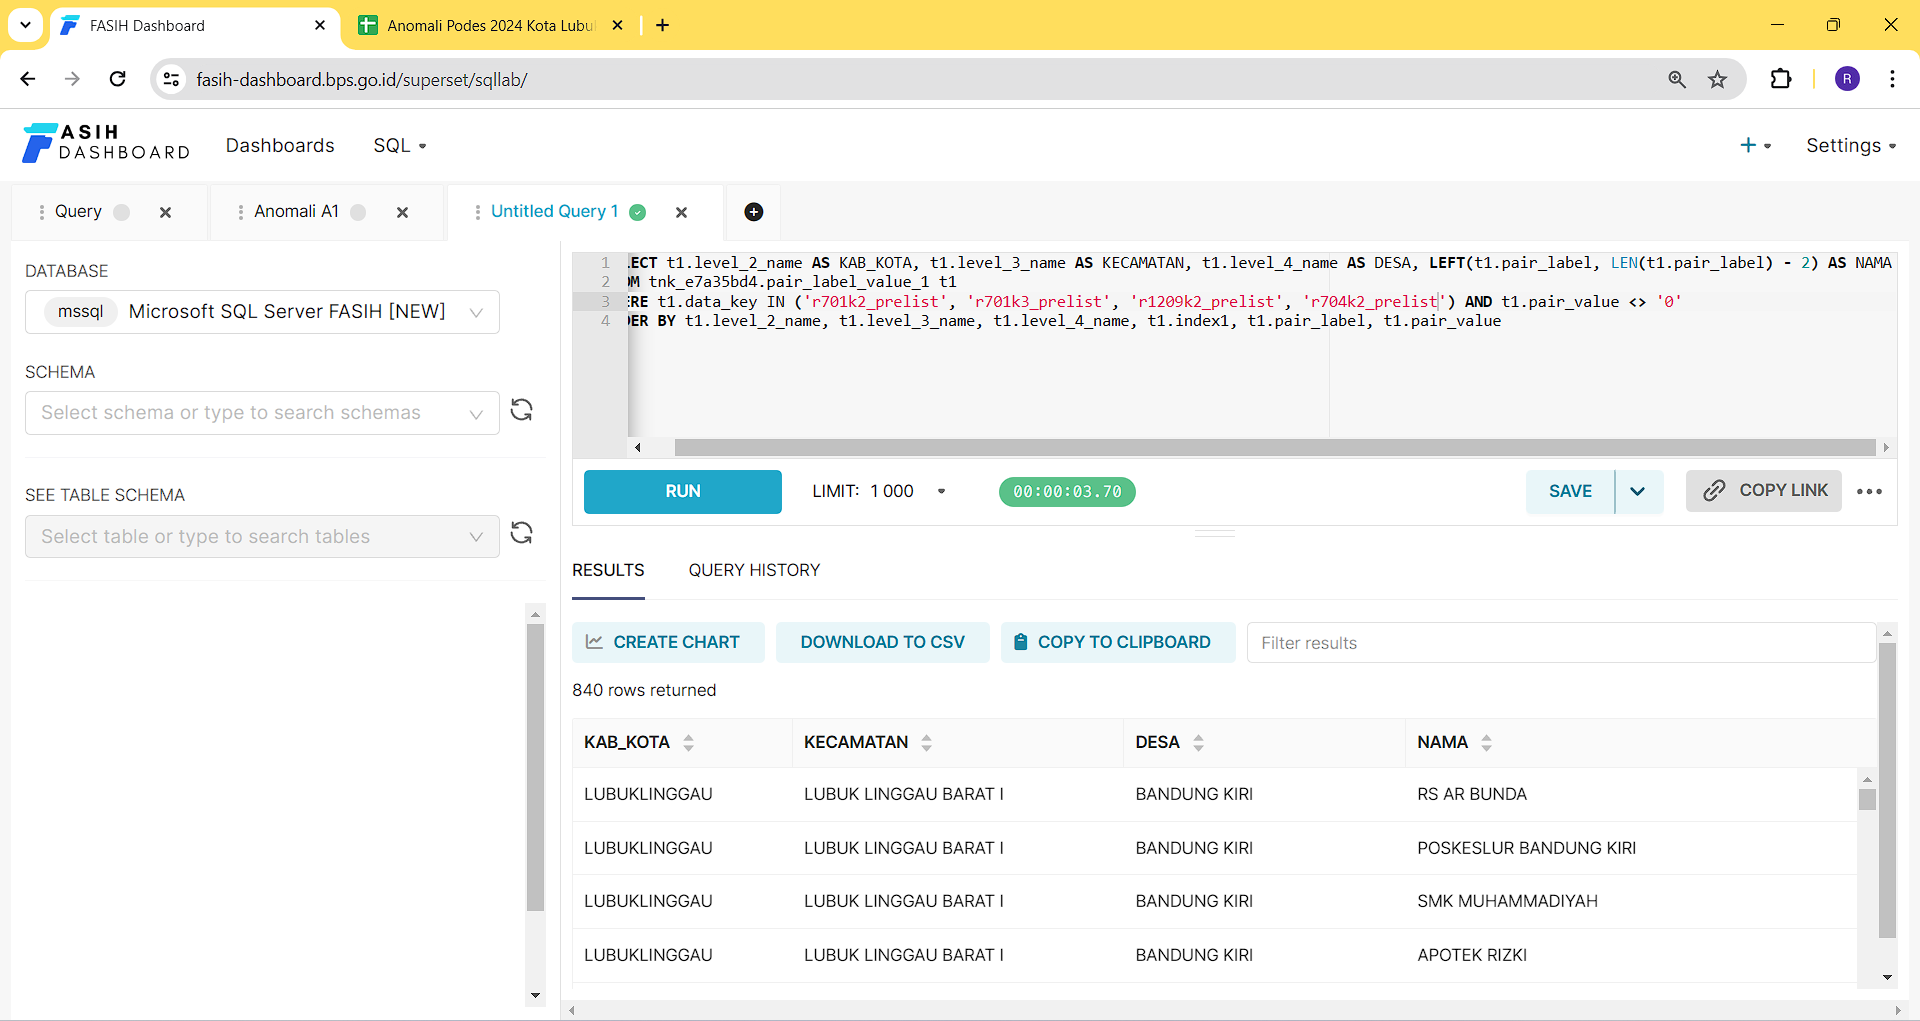 FASIH Dashboard
Anomali Podes 2024 Kota Lubu
fasih-dashboard.bps.go.id/superset/sqllab/
R
FASIH DASHBOARD
Dashboards
SQL
+
Settings
Query
Anomali A1
Untitled Query 1
DATABASE
mssql Microsoft SQL Server FASIH [NEW]
SCHEMA
Select schema or type to search schemas
SEE TABLE SCHEMA
Select table or type to search tables
1 LECT t1.level_2_name AS KAB_KOTA, t1.level_3_name AS KECAMATAN, t1.level_4_name AS DESA, LEFT(t1.pair_label, LEN(t1.pair_label) - 2) AS NAMA
2 OM tnk_e7a35bd4.pair_label_value_1 t1
3 ERE t1.data_key IN ('r701k2_prelist', 'r701k3_prelist', 'r1209k2_prelist', 'r704k2_prelist') AND t1.pair_value <> '0'
4 DER BY t1.level_2_name, t1.level_3_name, t1.level_4_name, t1.index1, t1.pair_label, t1.pair_value
RUN
LIMIT: 1 000
00:00:03.70
SAVE
COPY LINK
RESULTS
QUERY HISTORY
CREATE CHART
DOWNLOAD TO CSV
COPY TO CLIPBOARD
Filter results
840 rows returned
KAB_KOTA KECAMATAN DESA NAMA
LUBUKLINGGAU LUBUK LINGGAU BARAT I BANDUNG KIRI RS AR BUNDA
LUBUKLINGGAU LUBUK LINGGAU BARAT I BANDUNG KIRI POSKESLUR BANDUNG KIRI
LUBUKLINGGAU LUBUK LINGGAU BARAT I BANDUNG KIRI SMK MUHAMMADIYAH
LUBUKLINGGAU LUBUK LINGGAU BARAT I BANDUNG KIRI APOTEK RIZKI